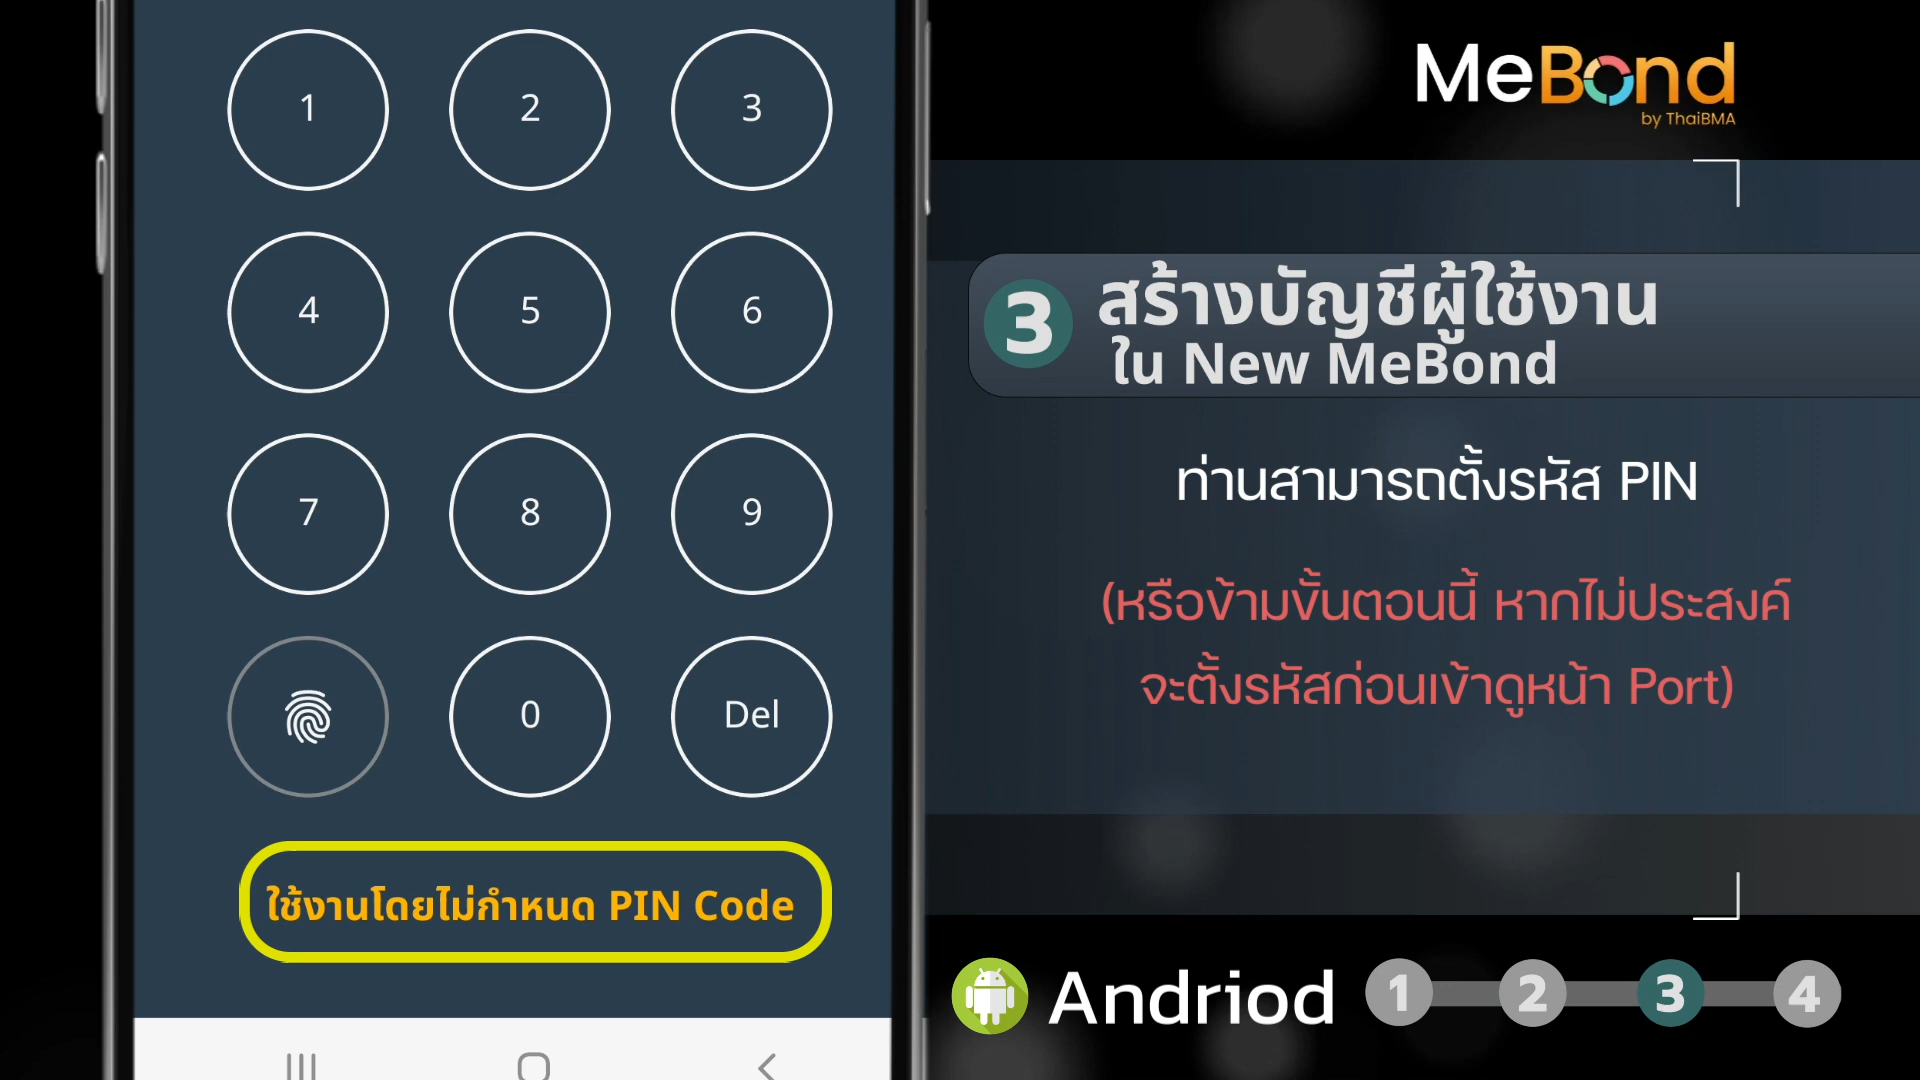 1 2 3
4 5 6
7 8 9
0 Del
ใช้งานโดยไม่กำหนด PIN Code
MeBond
by ThaiBMA
3 สร้างบัญชีผู้ใช้งาน
ใน New MeBond
ท่านสามารถตั้งรหัส PIN
(หรือข้ามขั้นตอนนี้ หากไม่ประสงค์
จะตั้งรหัสก่อนเข้าดูหน้า Port)
Andriod 1 2 3 4